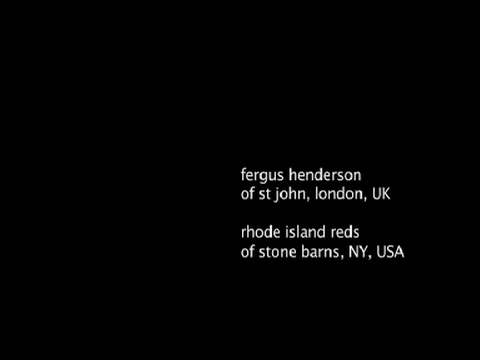 fergus henderson
of st john, london, UK
rhode island reds
of stone barns, NY, USA